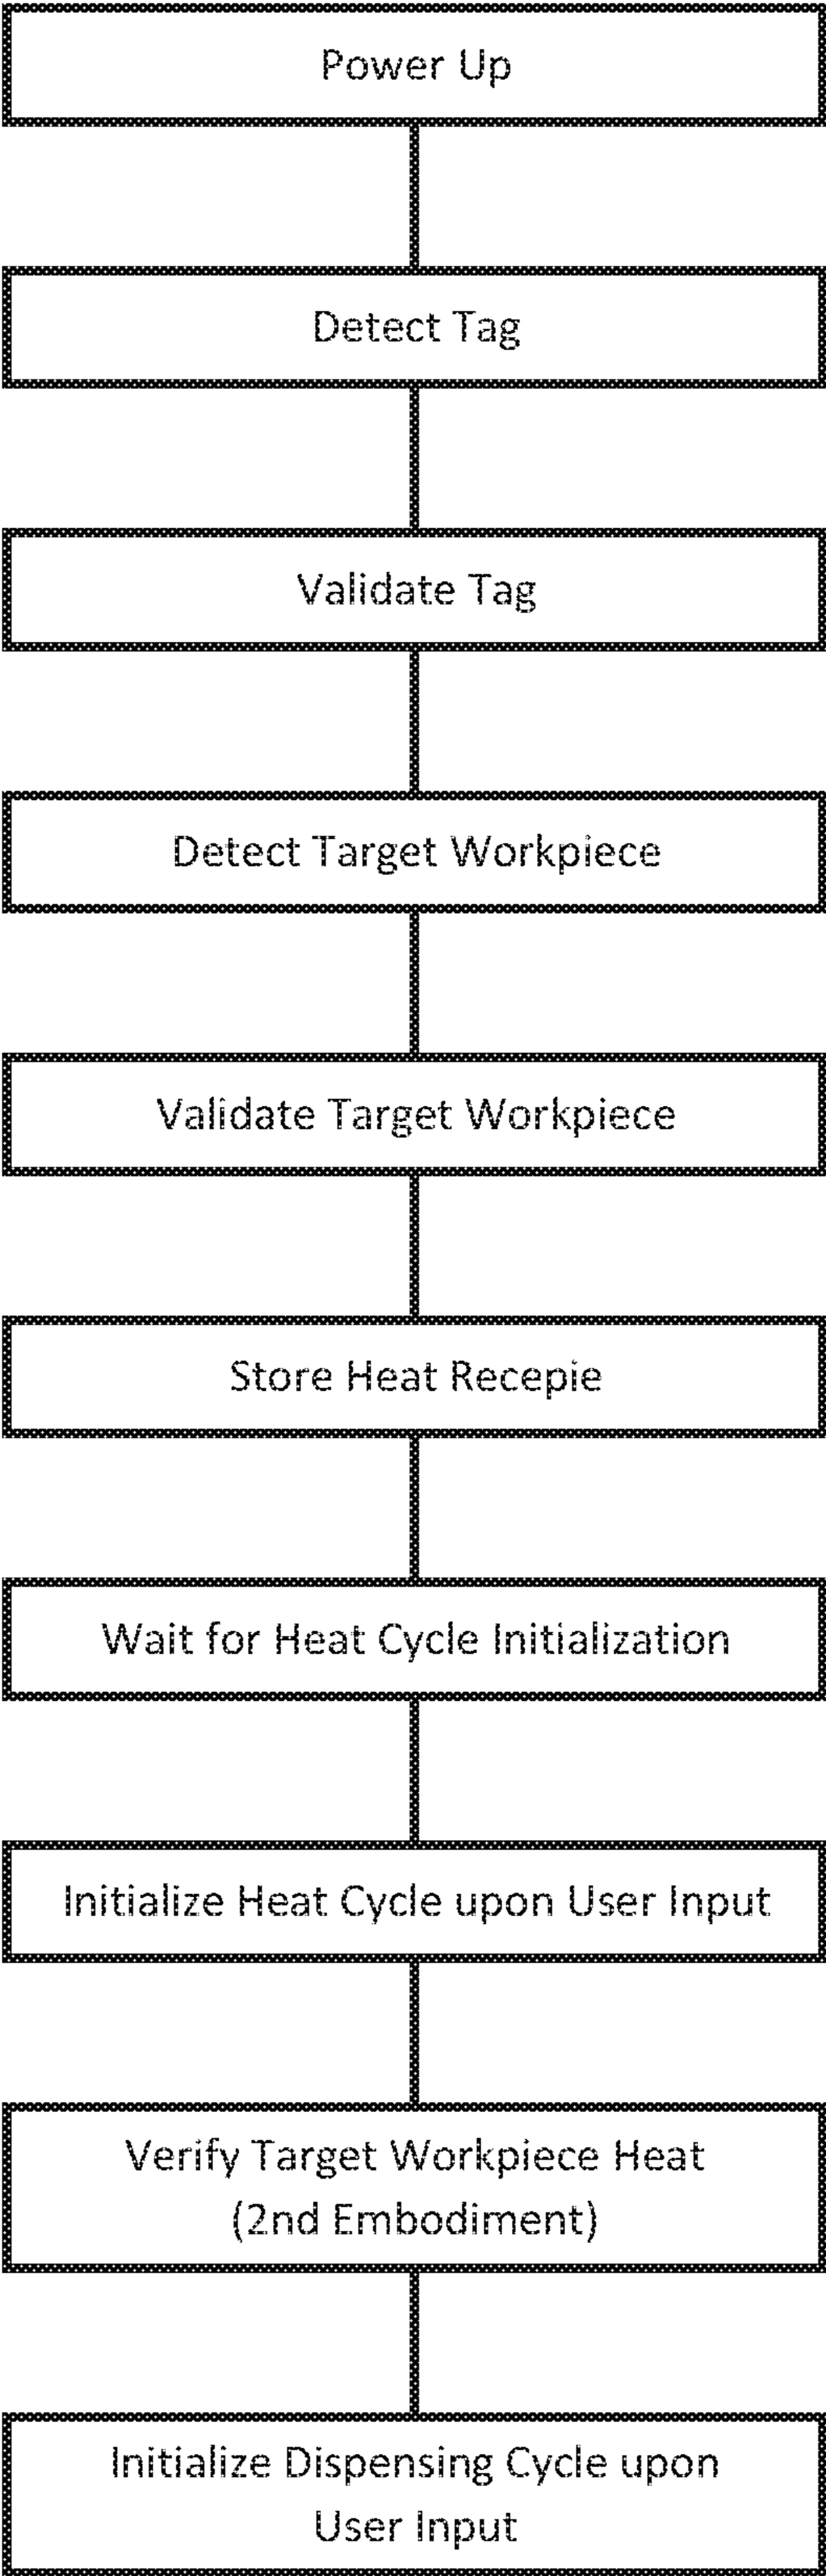 Power Up
Detect Tag
Validate Tag
Detect Target Workpiece
Validate Target Workpiece
Store Heat Recepie
Wait for Heat Cycle Initialization
Initialize Heat Cycle upon User Input
Verify Target Workpiece Heat
(2nd Embodiment)
Initialize Dispensing Cycle upon
User Input